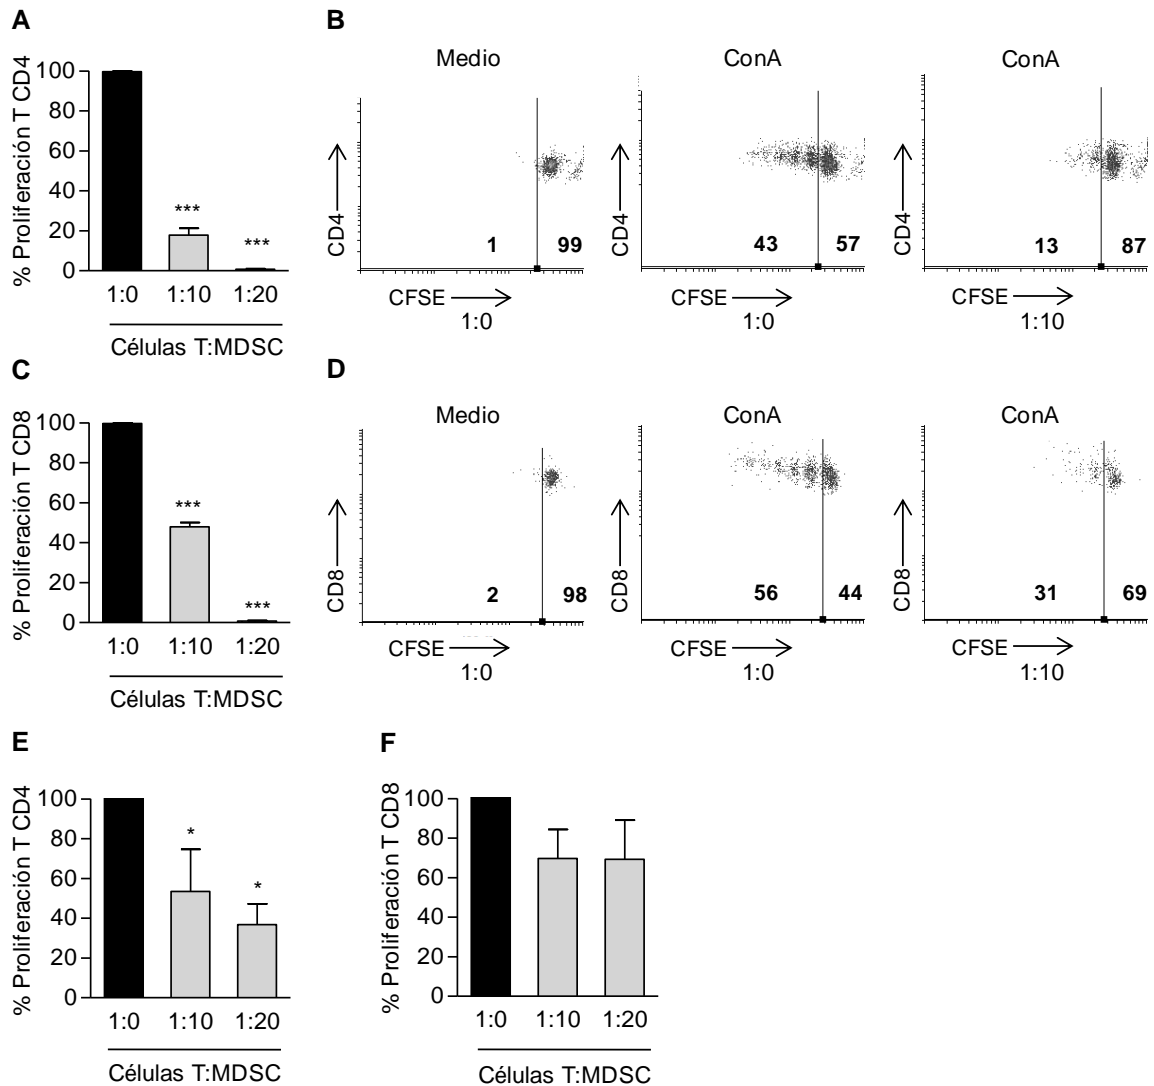 A
% Proliferación T CD4
100
80
60
40
20
0
***
***
1:0 1:10 1:20
Células T:MDSC
B
Medio
CD4
1 99
CFSE
1:0
ConA
CD4
43 57
CFSE
1:0
ConA
CD4
13 87
CFSE
1:10
C
% Proliferación T CD8
100
80
60
40
20
0
***
***
1:0 1:10 1:20
Células T:MDSC
D
Medio
CD8
2 98
CFSE
1:0
ConA
CD8
56 44
CFSE
1:0
ConA
CD8
31 69
CFSE
1:10
E
% Proliferación T CD4
100
80
60
40
20
0
*
*
1:0 1:10 1:20
Células T:MDSC
F
% Proliferación T CD8
100
80
60
40
20
0
1:0 1:10 1:20
Células T:MDSC